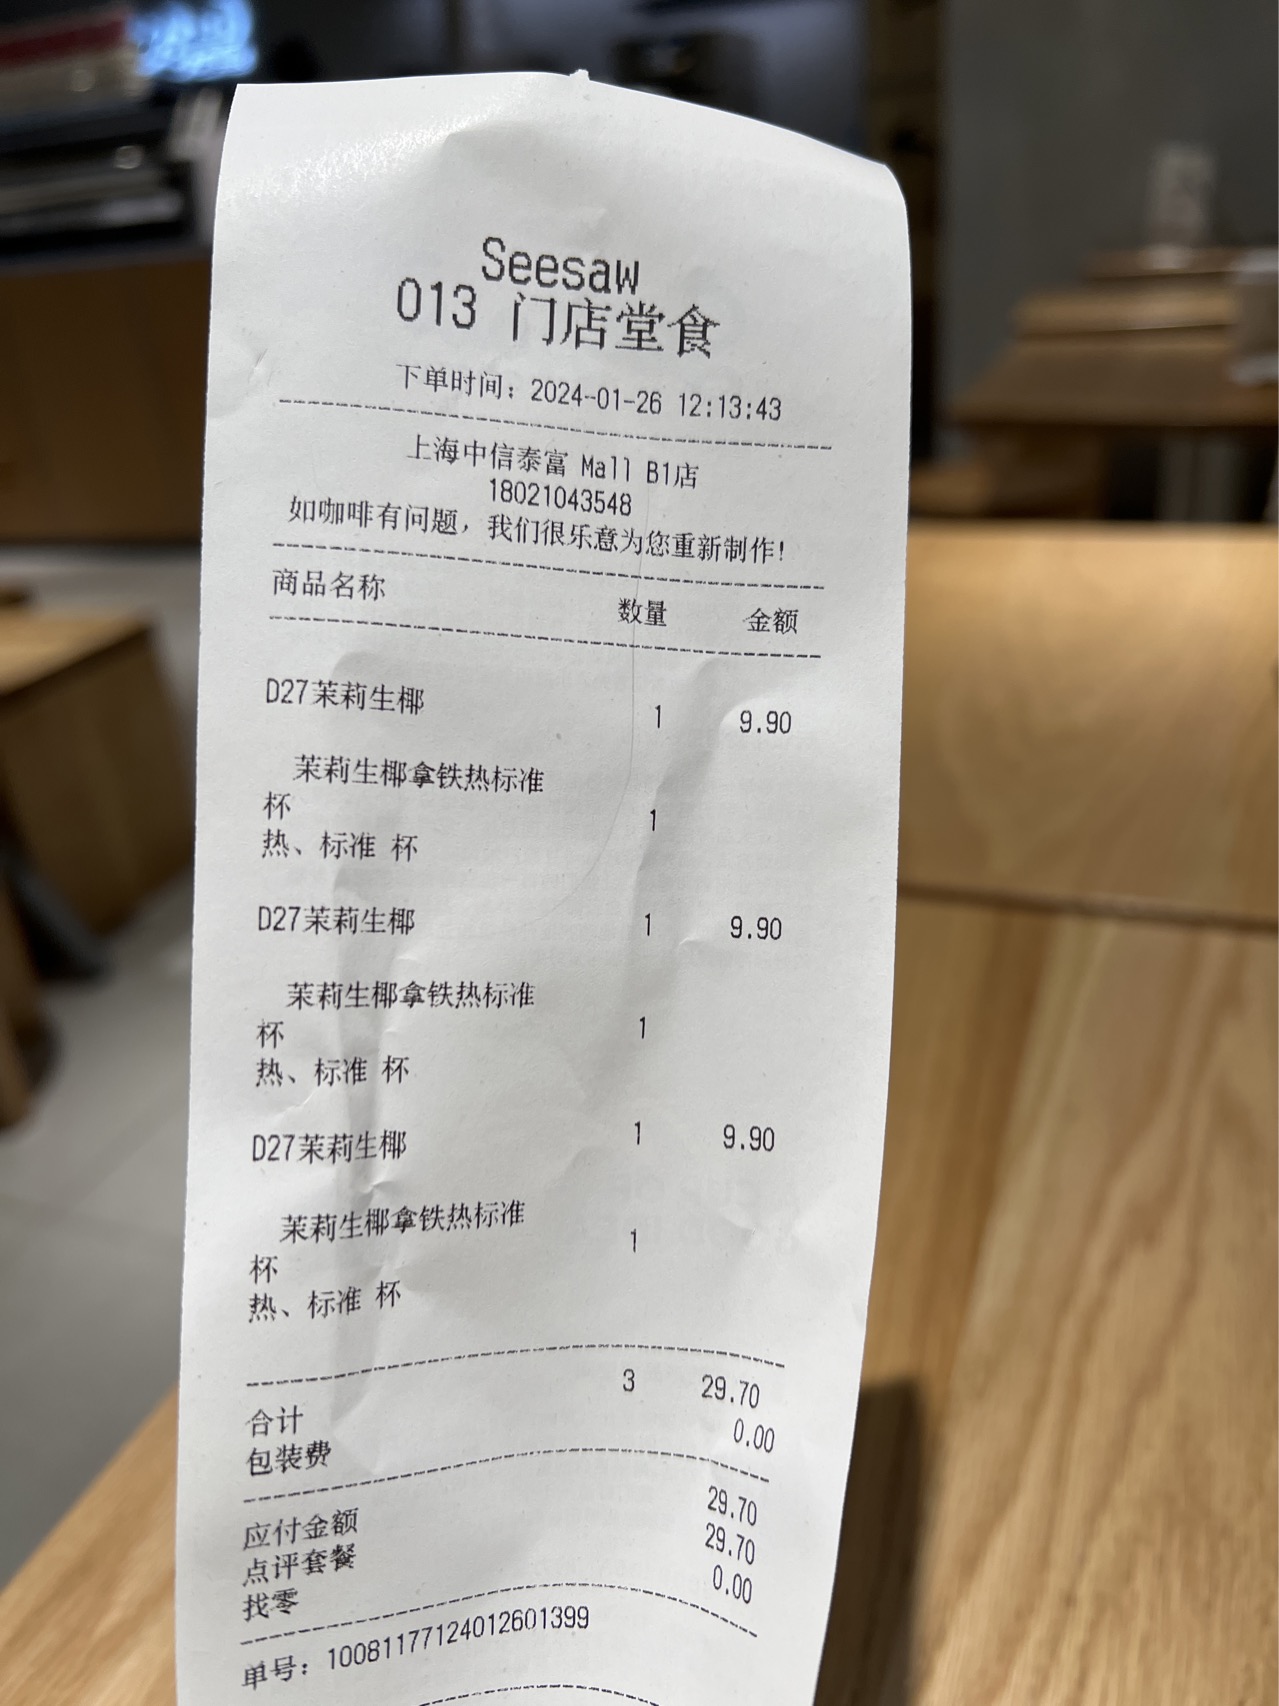 Seesaw
013 门店堂食
下单时间：2024-01-26 12:13:43
上海中信泰富 Mall B1店
18021043548
如咖啡有问题，我们很乐意为您重新制作！
商品名称 数量 金额
D27茉莉生椰 1 9.90
茉莉生椰拿铁热标准
杯 1
热、标准 杯
D27茉莉生椰 1 9.90
茉莉生椰拿铁热标准
杯 1
热、标准 杯
D27茉莉生椰 1 9.90
茉莉生椰拿铁热标准
杯 1
热、标准 杯
合计 3 29.70
包装费 0.00
应付金额 29.70
点评套餐 29.70
找零 0.00
单号：10081177124012601399